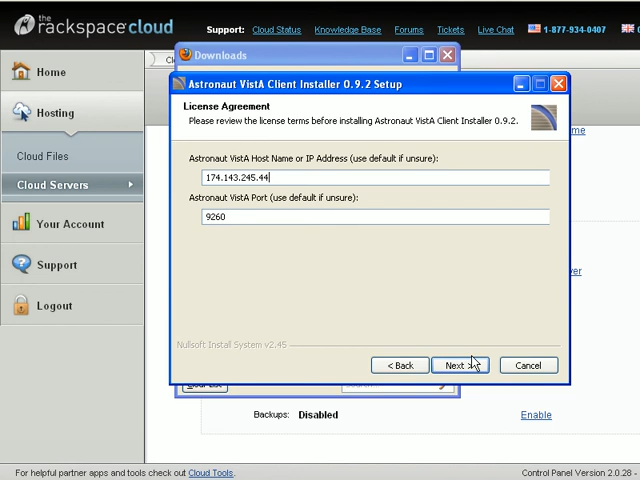 the
rackspacecloud
Support: Cloud Status Knowledge Base Forums Tickets Live Chat 1-877-934-0407
Downloads
Home
Astronaut VistA Client Installer 0.9.2 Setup
License Agreement
Please review the license terms before installing Astronaut VistA Client Installer 0.9.2.
Hosting
Astronaut VistA Host Name or IP Address (use default if unsure):
Cloud Files
174.143.245.44
Cloud Servers
Astronaut VistA Port (use default if unsure):
9260
Your Account
Support
Logout
Nullsoft Install System v2.45
< Back Next > Cancel
Backups: Disabled Enable
For helpful partner apps and tools check out Cloud Tools. Control Panel Version 2.0.28 -